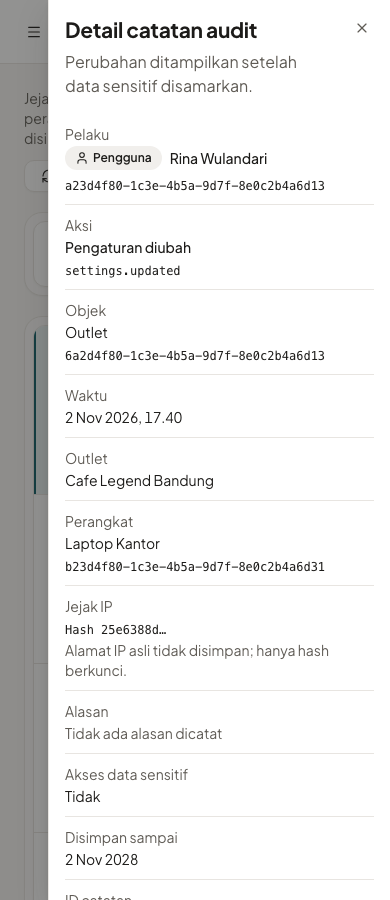 Detail catatan audit
Perubahan ditampilkan setelah
data sensitif disamarkan.
Pelaku
Pengguna Rina Wulandari
a23d4f80-1c3e-4b5a-9d7f-8e0c2b4a6d13
Aksi
Pengaturan diubah
settings.updated
Objek
Outlet
6a2d4f80-1c3e-4b5a-9d7f-8e0c2b4a6d13
Waktu
2 Nov 2026, 17.40
Outlet
Cafe Legend Bandung
Perangkat
Laptop Kantor
b23d4f80-1c3e-4b5a-9d7f-8e0c2b4a6d31
Jejak IP
Hash 25e6388d…
Alamat IP asli tidak disimpan; hanya hash
berkunci.
Alasan
Tidak ada alasan dicatat
Akses data sensitif
Tidak
Disimpan sampai
2 Nov 2028
ID catatan